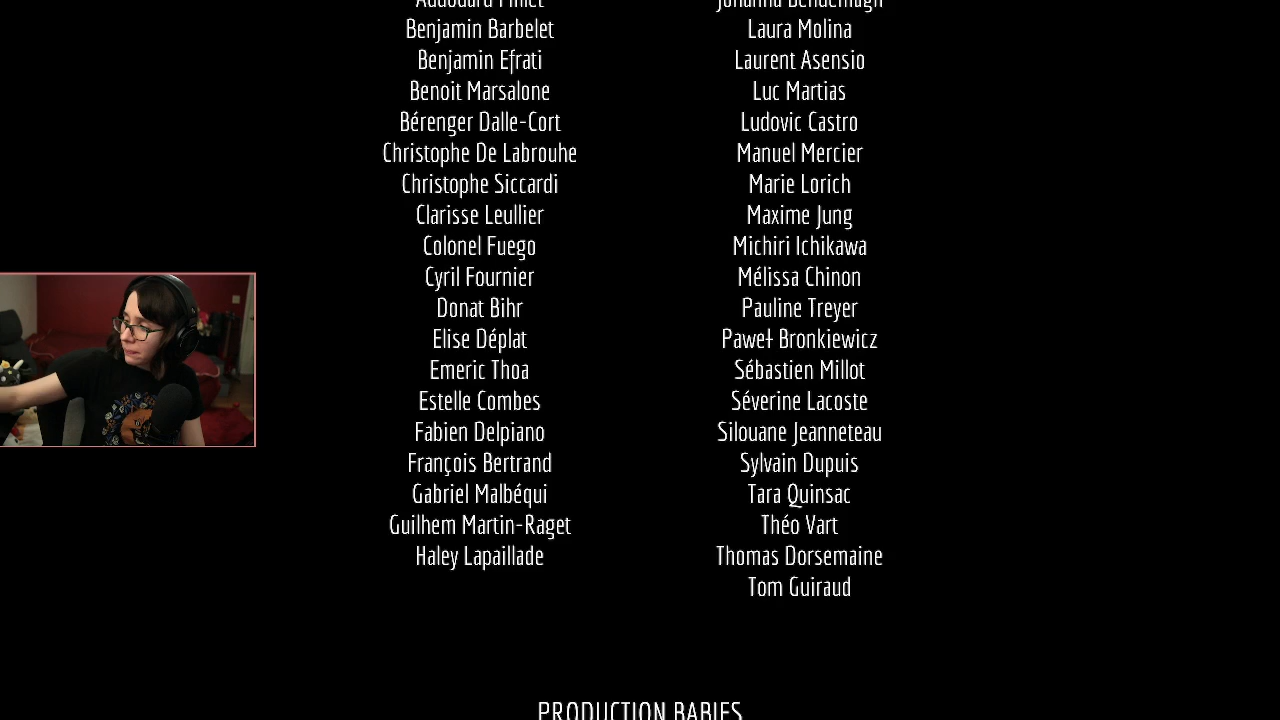 Benjamin Barbelet
Benjamin Efrati
Benoit Marsalone
Bérenger Dalle-Cort
Christophe De Labrouhe
Christophe Siccardi
Clarisse Leullier
Colonel Fuego
Cyril Fournier
Donat Bihr
Elise Déplat
Emeric Thoa
Estelle Combes
Fabien Delpiano
François Bertrand
Gabriel Malbéqui
Guilhem Martin-Raget
Haley Lapaillade
Laura Molina
Laurent Asensio
Luc Martias
Ludovic Castro
Manuel Mercier
Marie Lorich
Maxime Jung
Michiri Ichikawa
Mélissa Chinon
Pauline Treyer
Paweł Bronkiewicz
Sébastien Millot
Séverine Lacoste
Silouane Jeanneteau
Sylvain Dupuis
Tara Quinsac
Théo Vart
Thomas Dorsemaine
Tom Guiraud
PRODUCTION BABIES